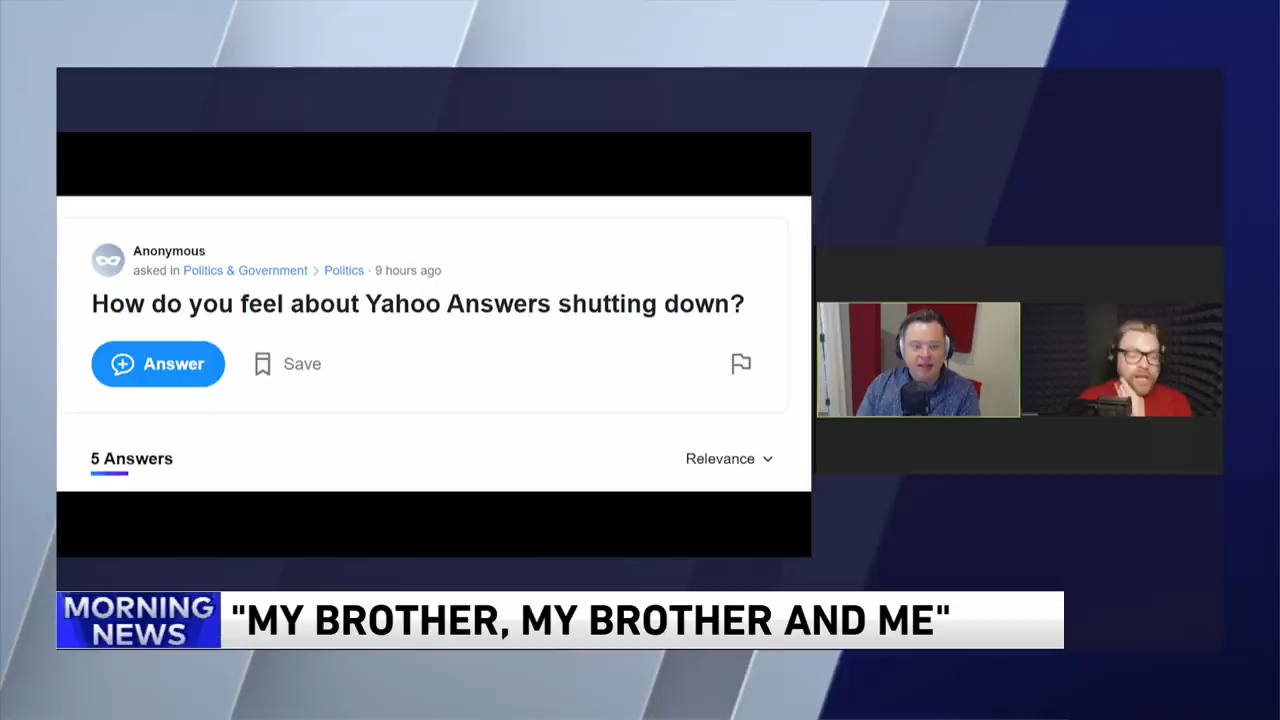 Anonymous
asked in Politics & Government > Politics · 9 hours ago
How do you feel about Yahoo Answers shutting down?
Answer
Save
5 Answers
Relevance
MORNING
NEWS
"MY BROTHER, MY BROTHER AND ME"